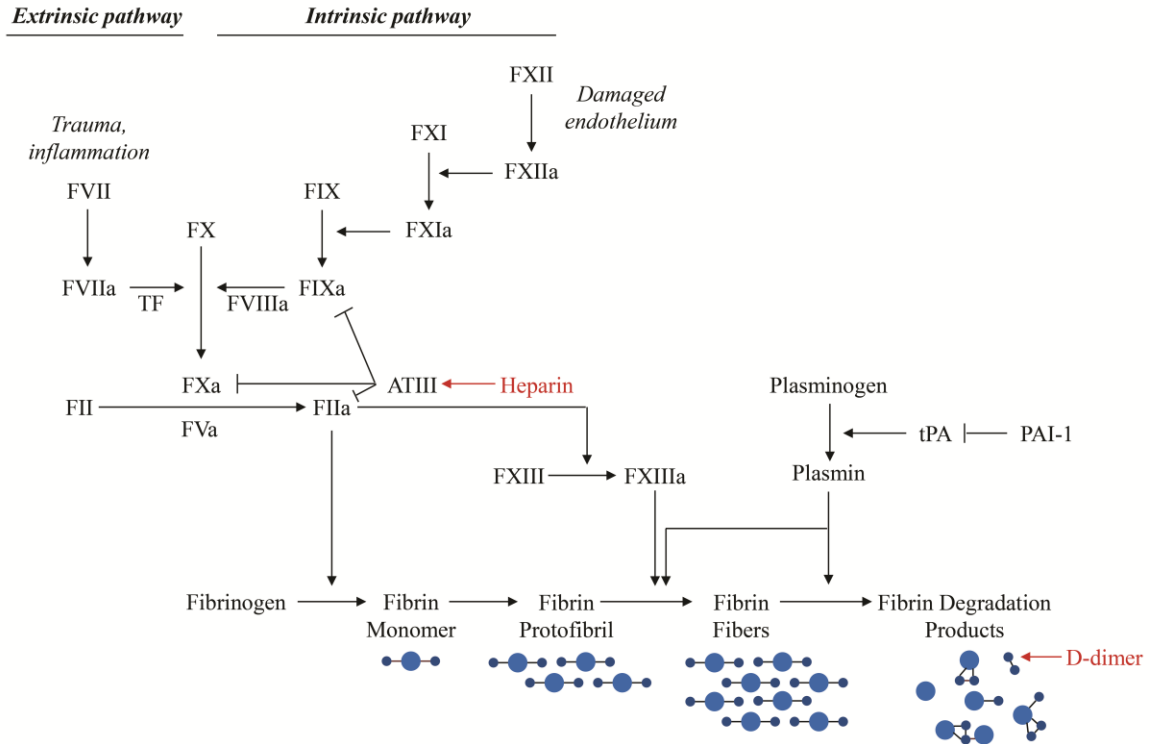 Extrinsic pathway
Intrinsic pathway
FXII
Damaged
endothelium
Trauma,
inflammation
FXI
FXIIa
FVII
FIX
FX
FXIa
FVIIa
TF
FVIIIa
FIXa
FXa
ATIII
Heparin
Plasminogen
FII
FVa
FIIa
tPA
PAI-1
FXIII
FXIIIa
Plasmin
Fibrinogen
Fibrin
Monomer
Fibrin
Protofibril
Fibrin
Fibers
Fibrin Degradation
Products
D-dimer